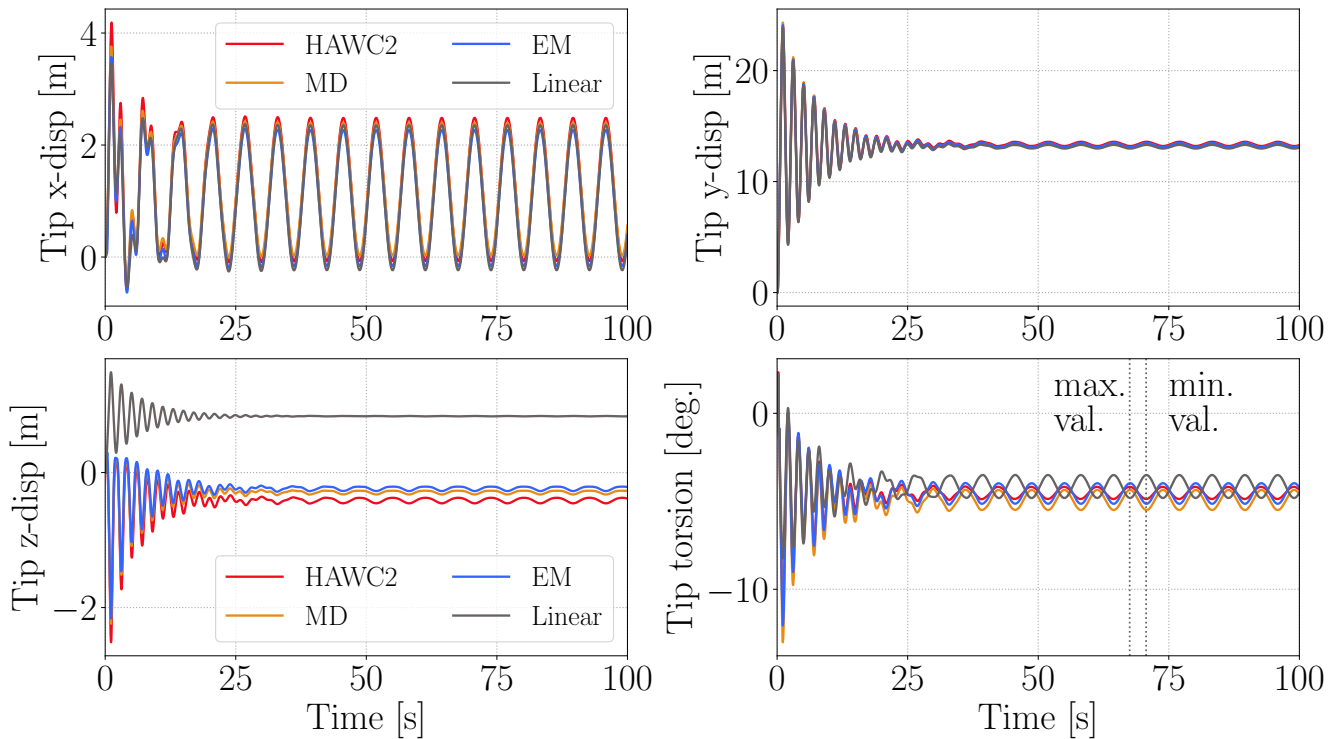 Tip x-disp [m]
4
2
0
HAWC2
MD
EM
Linear
0
25
50
75
100
Tip y-disp [m]
20
10
0
0
25
50
75
100
Tip z-disp [m]
0
−2
HAWC2
MD
EM
Linear
0
25
50
75
100
Time [s]
Tip torsion [deg.]
0
−10
max.
val.
min.
val.
0
25
50
75
100
Time [s]